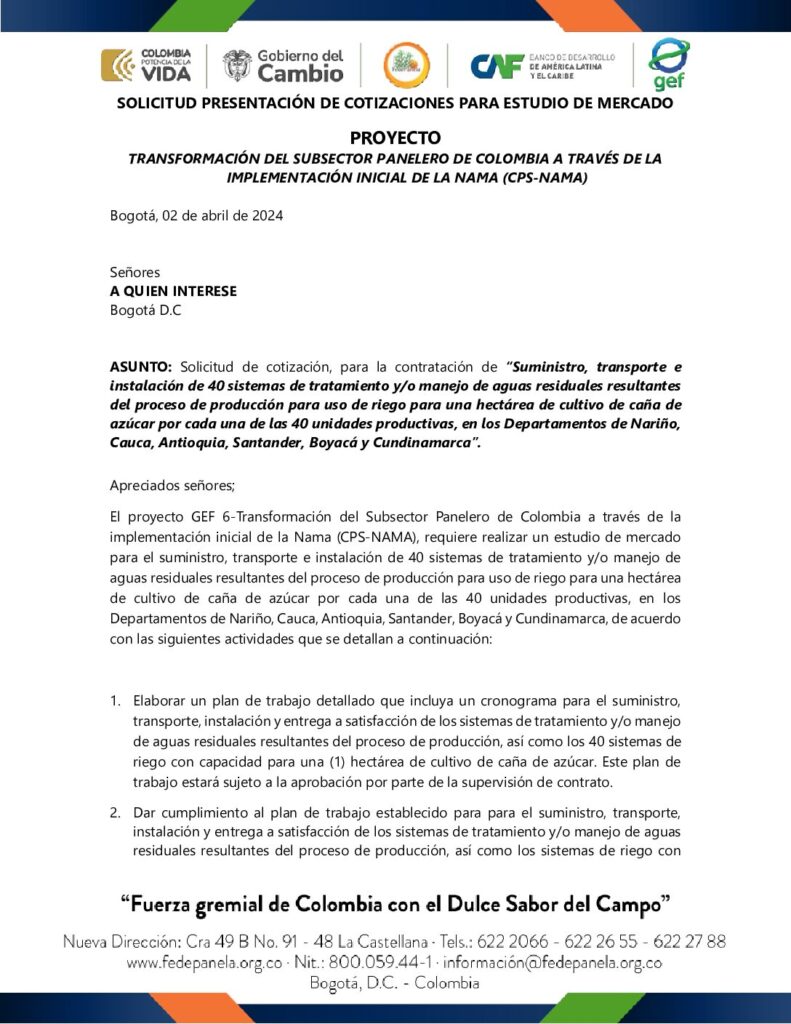 COLOMBIA
POTENCIA DE LA
VIDA
Gobierno del
Cambio
CAF
BANCO DE DESARROLLO
DE AMÉRICA LATINA
Y EL CARIBE
gef
SOLICITUD PRESENTACIÓN DE COTIZACIONES PARA ESTUDIO DE MERCADO
PROYECTO
TRANSFORMACIÓN DEL SUBSECTOR PANELERO DE COLOMBIA A TRAVÉS DE LA
IMPLEMENTACIÓN INICIAL DE LA NAMA (CPS-NAMA)
Bogotá, 02 de abril de 2024
Señores
A QUIEN INTERESE
Bogotá D.C
ASUNTO: Solicitud de cotización, para la contratación de “Suministro, transporte e
instalación de 40 sistemas de tratamiento y/o manejo de aguas residuales resultantes
del proceso de producción para uso de riego para una hectárea de cultivo de caña de
azúcar por cada una de las 40 unidades productivas, en los Departamentos de Nariño,
Cauca, Antioquia, Santander, Boyacá y Cundinamarca”.
Apreciados señores;
El proyecto GEF 6-Transformación del Subsector Panelero de Colombia a través de la
implementación inicial de la Nama (CPS-NAMA), requiere realizar un estudio de mercado
para el suministro, transporte e instalación de 40 sistemas de tratamiento y/o manejo de
aguas residuales resultantes del proceso de producción para uso de riego para una hectárea
de cultivo de caña de azúcar por cada una de las 40 unidades productivas, en los
Departamentos de Nariño, Cauca, Antioquia, Santander, Boyacá y Cundinamarca, de acuerdo
con las siguientes actividades que se detallan a continuación:
1. Elaborar un plan de trabajo detallado que incluya un cronograma para el suministro,
transporte, instalación y entrega a satisfacción de los sistemas de tratamiento y/o manejo
de aguas residuales resultantes del proceso de producción, así como los 40 sistemas de
riego con capacidad para una (1) hectárea de cultivo de caña de azúcar. Este plan de
trabajo estará sujeto a la aprobación por parte de la supervisión de contrato.
2. Dar cumplimiento al plan de trabajo establecido para para el suministro, transporte,
instalación y entrega a satisfacción de los sistemas de tratamiento y/o manejo de aguas
residuales resultantes del proceso de producción, así como los sistemas de riego con
“Fuerza gremial de Colombia con el Dulce Sabor del Campo”
Nueva Dirección: Cra 49 B No. 91 - 48 La Castellana · Tels.: 622 2066 - 622 26 55 - 622 27 88
www.fedepanela.org.co · Nit.: 800.059.44-1 · información@fedepanela.org.co
Bogotá, D.C. - Colombia